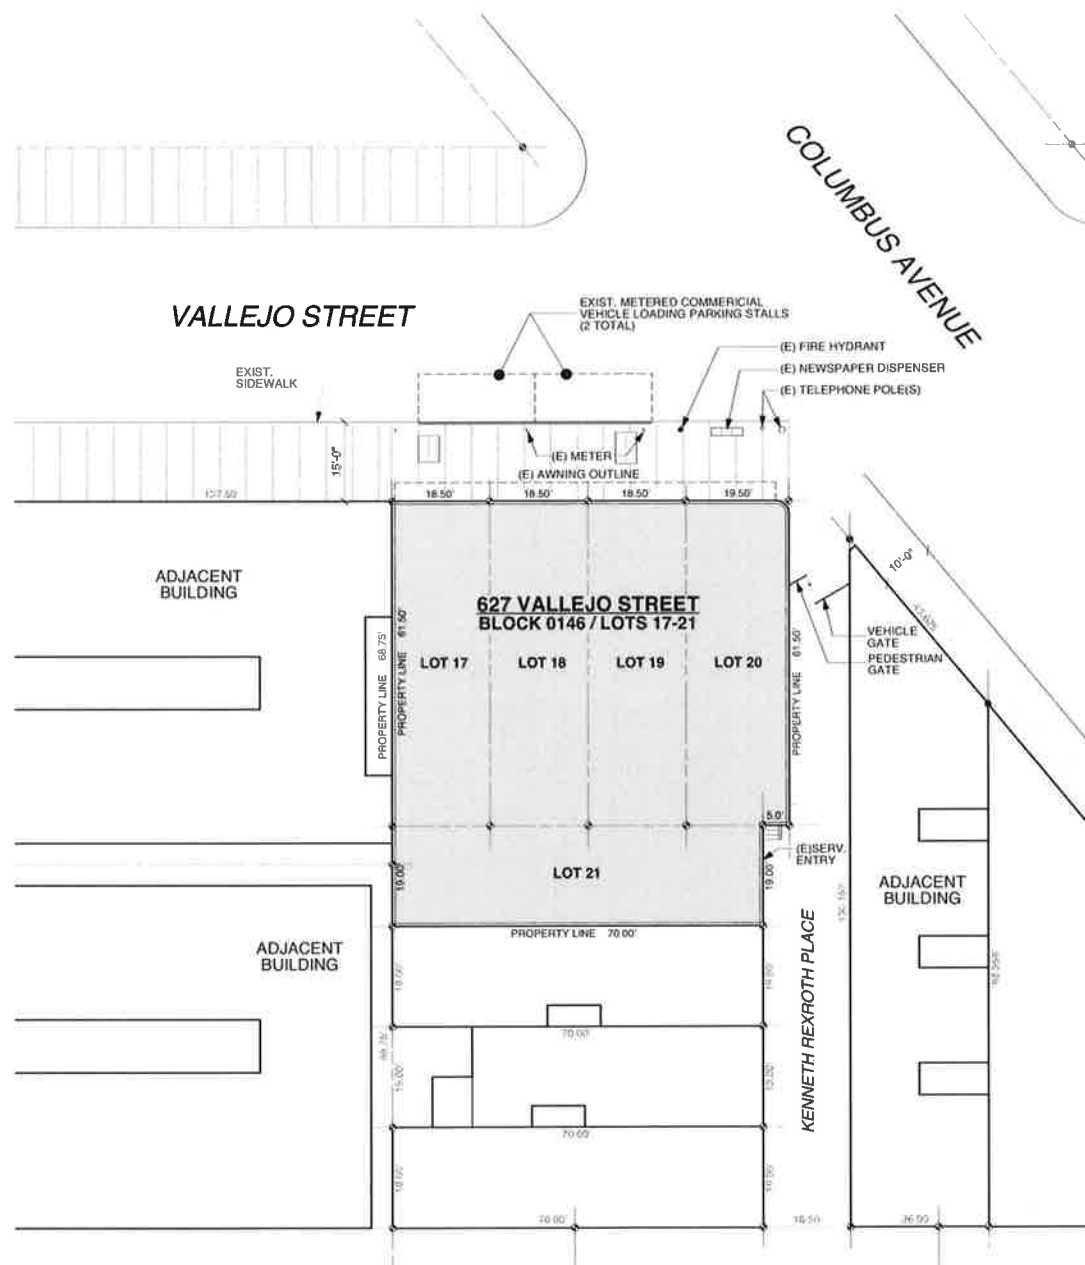 COLUMBUS AVENUE
VALLEJO STREET
EXIST. METERED COMMERICIAL
VEHICLE LOADING PARKING STALLS
(2 TOTAL)
(E) FIRE HYDRANT
(E) NEWSPAPER DISPENSER
(E) TELEPHONE POLE(S)
EXIST.
SIDEWALK
15'-0"
(E) METER
(E) AWNING OUTLINE
137.50'
18.50'
18.50'
18.50'
19.50'
10'-0"
ADJACENT
BUILDING
627 VALLEJO STREET
BLOCK 0146 / LOTS 17-21
VEHICLE
GATE
PEDESTRIAN
GATE
PROPERTY LINE 68.75'
PROPERTY LINE 61.50'
LOT 17
LOT 18
LOT 19
LOT 20
PROPERTY LINE 61.50'
5.0'
(E)SERV.
ENTRY
19.00'
LOT 21
19.00'
ADJACENT
BUILDING
PROPERTY LINE 70.00'
ADJACENT
BUILDING
KENNETH REXROTH PLACE
70.00'
70.00'